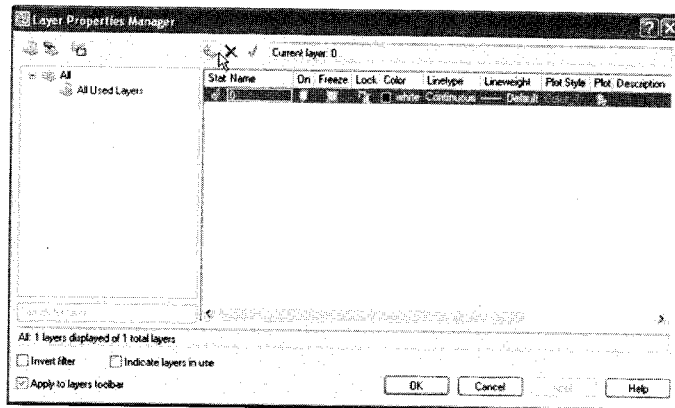 Layer Properties Manager
Current layer: 0
All
All Used Layers
Stat Name On Freeze Lock Color Linetype Lineweight Plot Style Plot Description
0 white Continuous Default
All: 1 layers displayed of 1 total layers
Invert filter Indicate layers in use
Apply to layers toolbar
OK Cancel Help